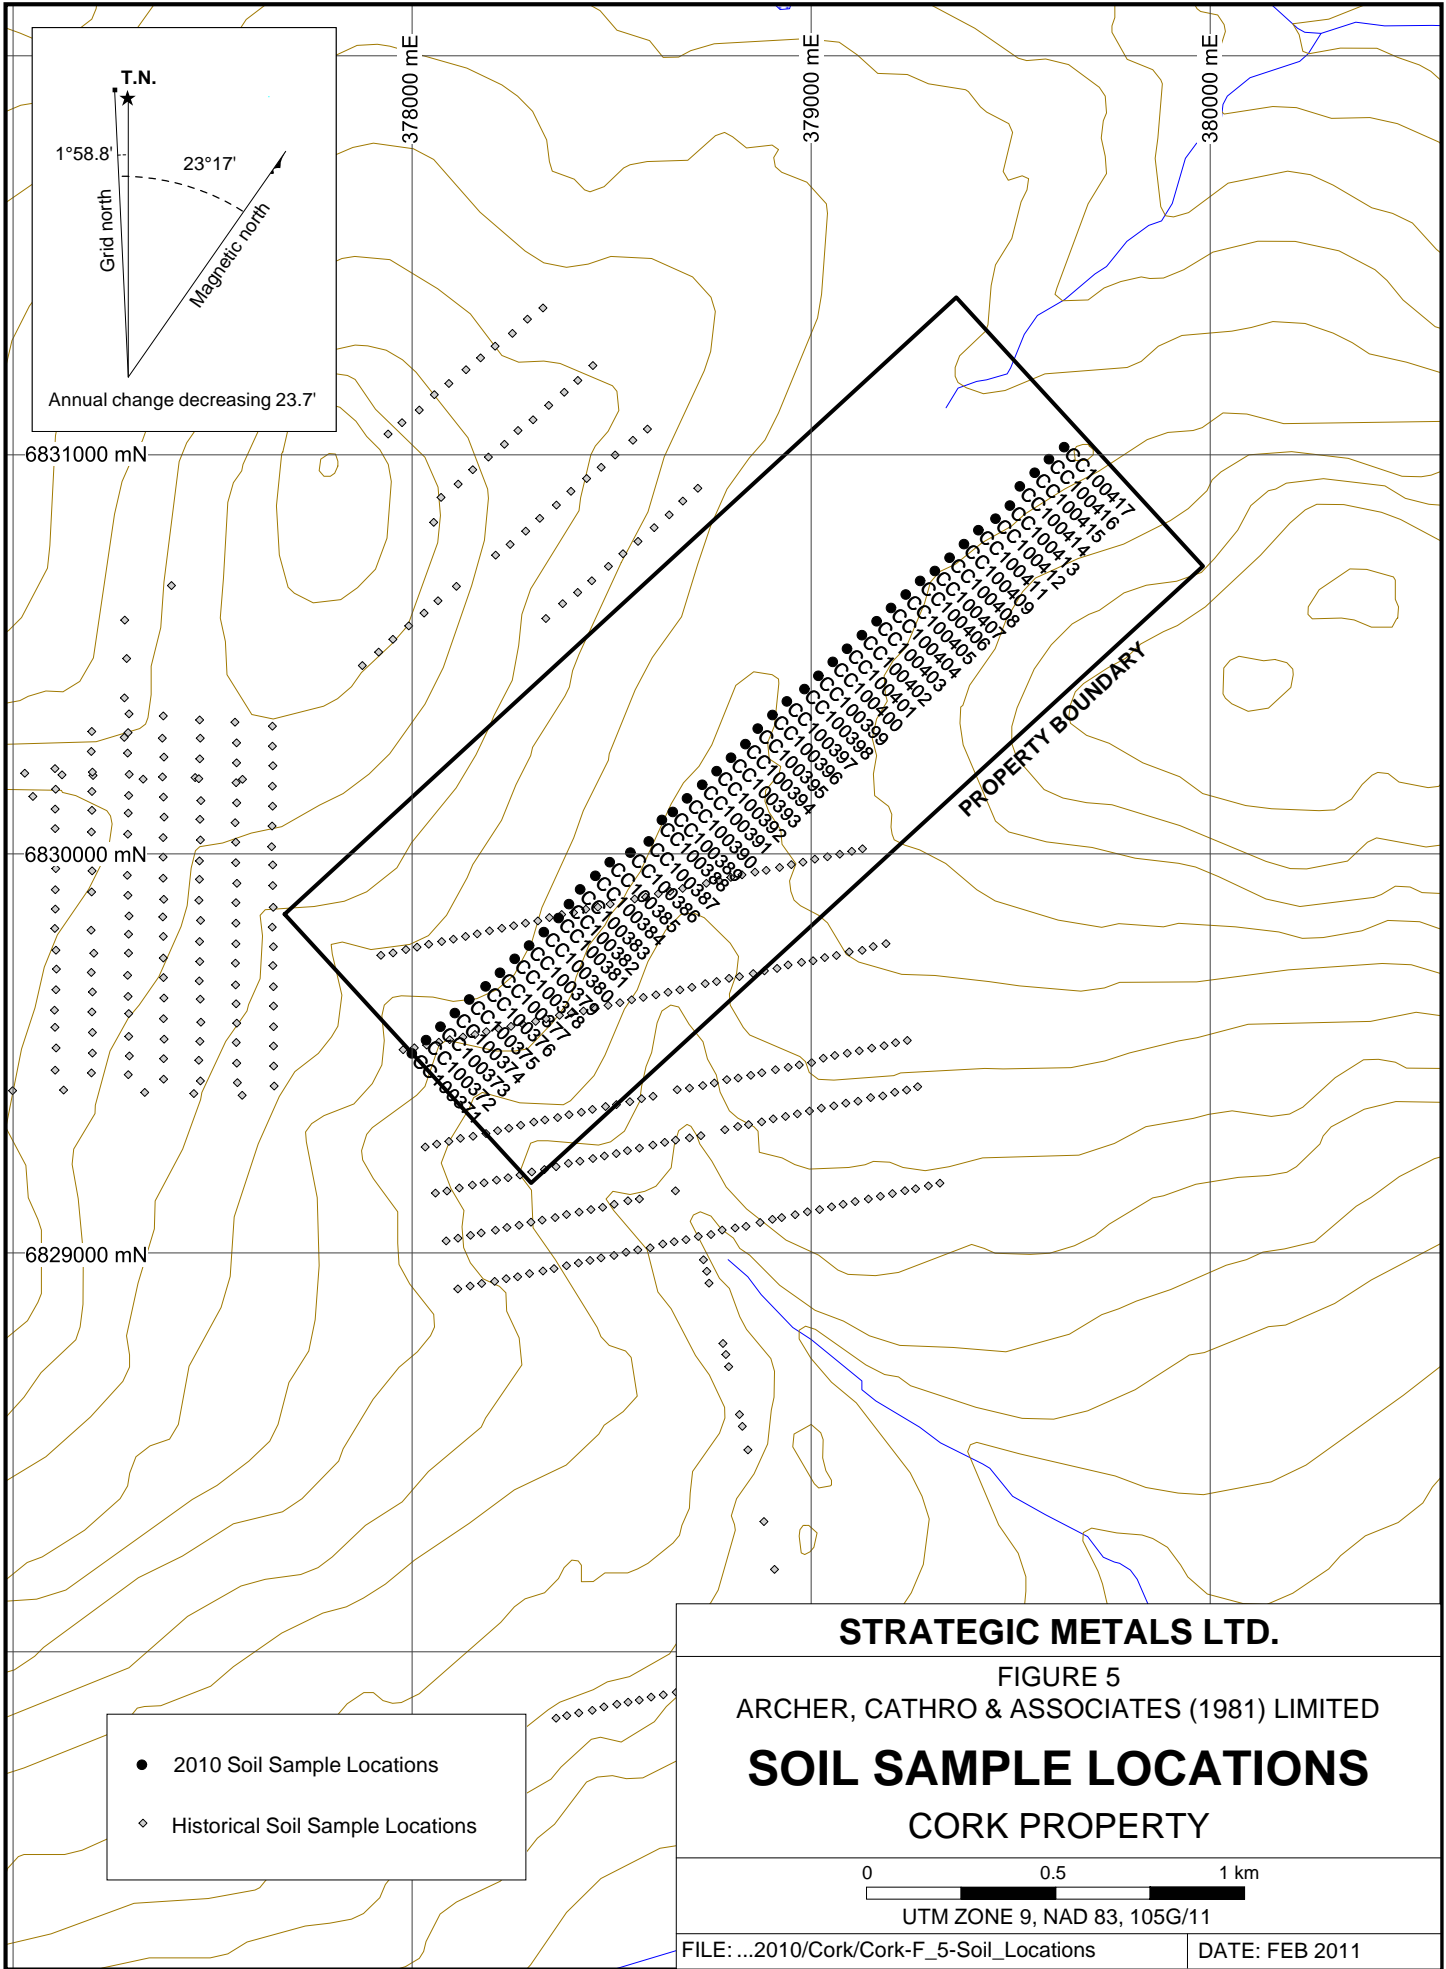 T.N.
1°58.8'
23°17'
Grid north
Magnetic north
Annual change decreasing 23.7'
378000 mE
379000 mE
380000 mE
6831000 mN
6830000 mN
6829000 mN
CC100417
CC100416
CC100415
CC100414
CC100413
CC100412
CC100411
CC100409
CC100408
CC100407
CC100406
CC100405
CC100404
CC100403
CC100402
CC100401
CC100400
CC100399
CC100398
CC100397
CC100396
CC100395
CC100394
CC100393
CC100392
CC100391
CC100390
CC100389
CC100388
CC100387
CC100386
CC100385
CC100384
CC100383
CC100382
CC100381
CC100380
CC100379
CC100378
CC100377
CC100376
CC100375
CC100374
CC100373
CC100372
CC100371
PROPERTY BOUNDARY
2010 Soil Sample Locations
Historical Soil Sample Locations
STRATEGIC METALS LTD.
FIGURE 5
ARCHER, CATHRO & ASSOCIATES (1981) LIMITED
SOIL SAMPLE LOCATIONS
CORK PROPERTY
0 0.5 1 km
UTM ZONE 9, NAD 83, 105G/11
FILE: ...2010/Cork/Cork-F_5-Soil_Locations
DATE: FEB 2011